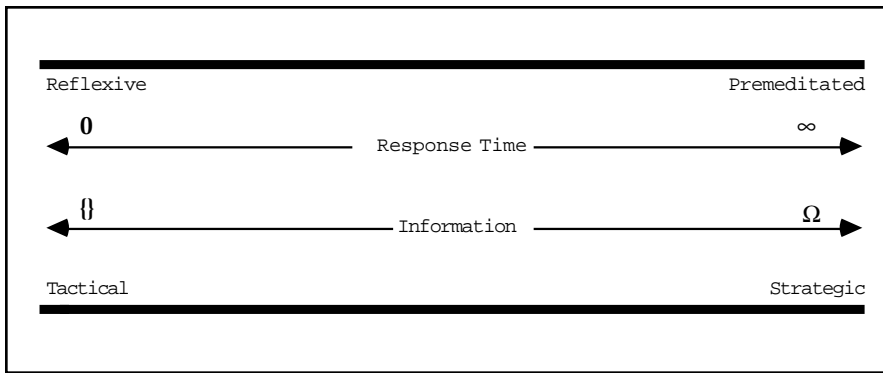 Reflexive Premeditated
0 ∞
Response Time
{} Ω
Information
Tactical Strategic